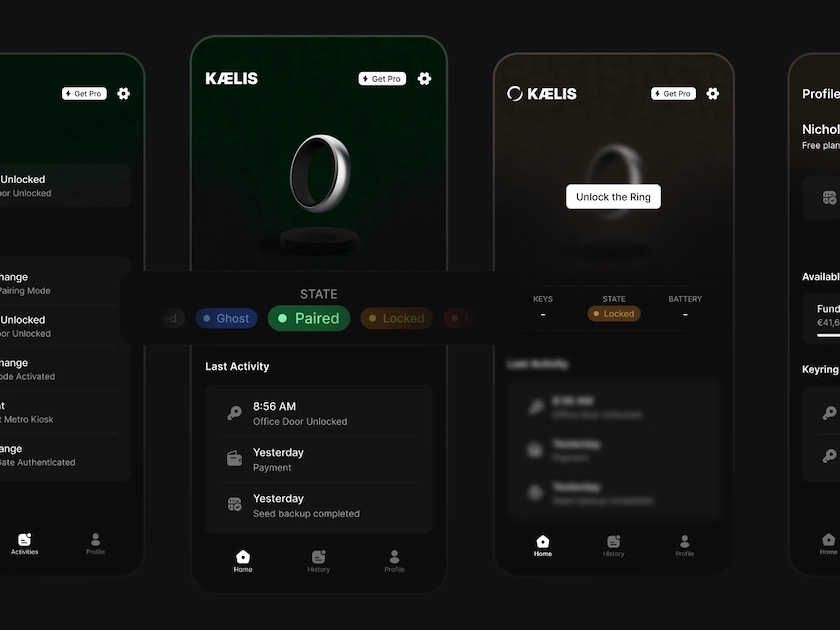 Get Pro
Unlocked
oor Unlocked
hange
Pairing Mode
Unlocked
oor Unlocked
hange
ode Activated
nt
t Metro Kiosk
ange
Gate Authenticated
Activities
Profile
KÆLIS
Get Pro
STATE
ed
Ghost
Paired
Locked
Last Activity
8:56 AM
Office Door Unlocked
Yesterday
Payment
Yesterday
Seed backup completed
Home
History
Profile
KÆLIS
Get Pro
Unlock the Ring
KEYS
STATE
BATTERY
-
Locked
-
Last Activity
8:56 AM
Office Door Unlocked
Yesterday
Payment
Yesterday
Seed backup completed
Home
History
Profile
Profile
Nichol
Free plan
Availabl
Fund
€41,6
Keyring
Home